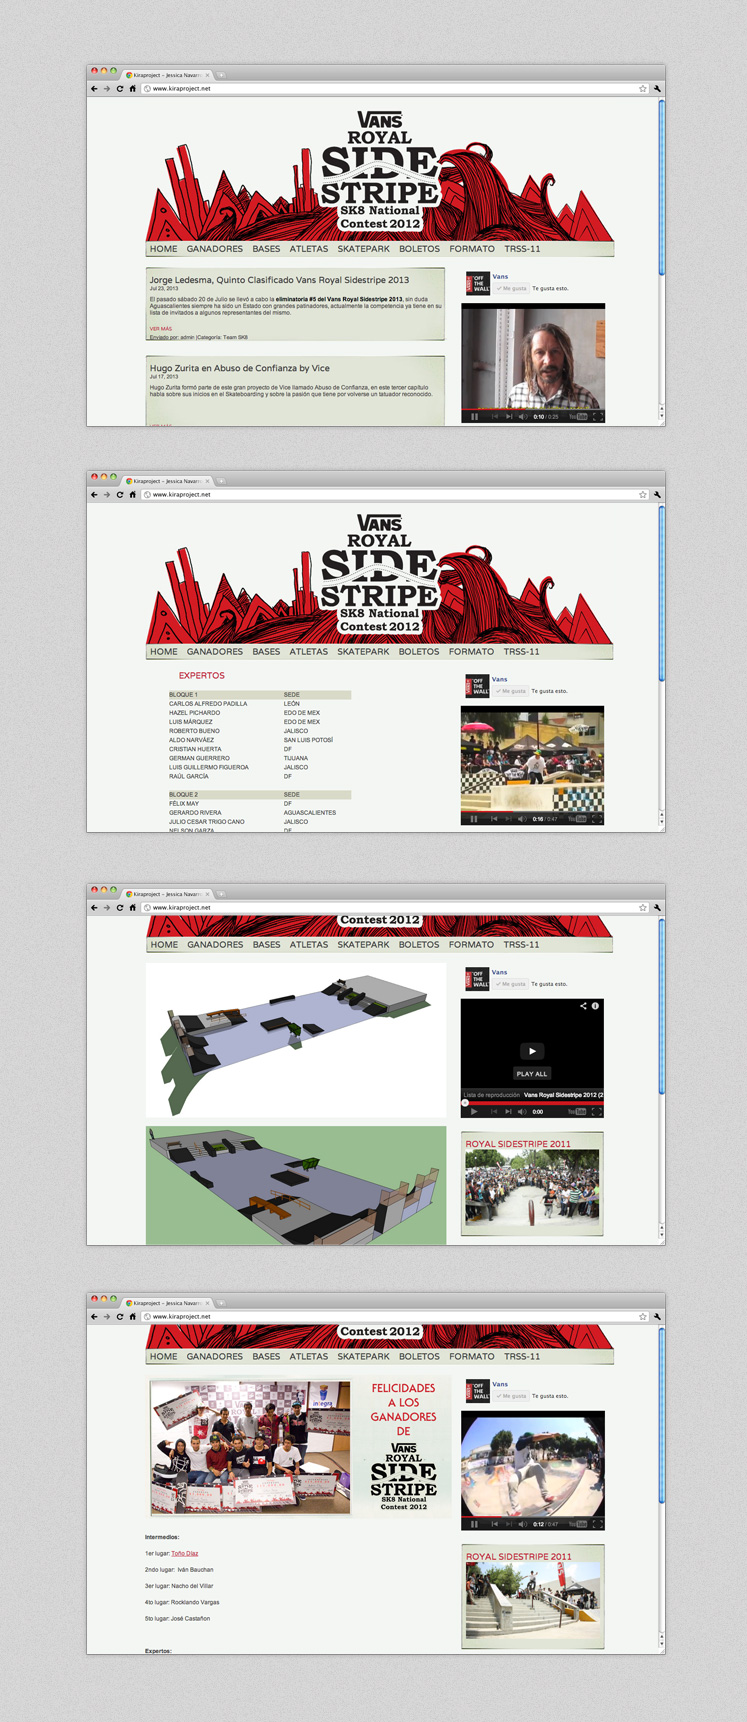 Kiraproject – Jessica Navarr
www.kiraproject.net
VANS
ROYAL
SIDE
STRIPE
SK8 National
Contest 2012
HOME GANADORES BASES ATLETAS SKATEPARK BOLETOS FORMATO TRSS-11
Jorge Ledesma, Quinto Clasificado Vans Royal Sidestripe 2013
Jul 23, 2013
El pasado sábado 20 de Julio se llevó a cabo la eliminatoria #5 del Vans Royal Sidestripe 2013, sin duda
Aguascalientes siempre ha sido un Estado con grandes patinadores, actualmente la competencia ya tiene en su
lista de invitados a algunos representantes del mismo.
VER MÁS
Enviado por: admin |Categoría: Team SK8
Hugo Zurita en Abuso de Confianza by Vice
Jul 17, 2013
Hugo Zurita formó parte de este gran proyecto de Vice llamado Abuso de Confianza, en este tercer capítulo
habla sobre sus inicios en el Skateboarding y sobre la pasión que tiene por volverse un tatuador reconocido.
"OFF
THE
WALL"
Vans
Me gusta Te gusta esto.
0:10 / 0:25 YouTube
Kiraproject – Jessica Navarr
www.kiraproject.net
VANS
ROYAL
SIDE
STRIPE
SK8 National
Contest 2012
HOME GANADORES BASES ATLETAS SKATEPARK BOLETOS FORMATO TRSS-11
EXPERTOS
BLOQUE 1 SEDE
CARLOS ALFREDO PADILLA LEÓN
HAZEL PICHARDO EDO DE MEX
LUIS MÁRQUEZ EDO DE MEX
ROBERTO BUENO JALISCO
ALDO NARVÁEZ SAN LUIS POTOSÍ
CRISTIAN HUERTA DF
GERMAN GUERRERO TIJUANA
LUIS GUILLERMO FIGUEROA JALISCO
RAÚL GARCÍA DF
BLOQUE 2 SEDE
FÉLIX MAY DF
GERARDO RIVERA AGUASCALIENTES
JULIO CESAR TRIGO CANO JALISCO
NELSON GARZA DF
"OFF
THE
WALL"
Vans
Me gusta Te gusta esto.
0:16 / 0:47 YouTube
Kiraproject – Jessica Navarr
www.kiraproject.net
Contest 2012
HOME GANADORES BASES ATLETAS SKATEPARK BOLETOS FORMATO TRSS-11
"OFF
THE
WALL"
Vans
Me gusta Te gusta esto.
PLAY ALL
Lista de reproducción Vans Royal Sidestripe 2012 (2
0:00 YouTube
ROYAL SIDESTRIPE 2011
Kiraproject – Jessica Navarr
www.kiraproject.net
Contest 2012
HOME GANADORES BASES ATLETAS SKATEPARK BOLETOS FORMATO TRSS-11
integra
FELICIDADES
A LOS
GANADORES
DE
VANS
ROYAL
SIDE
STRIPE
SK8 National
Contest 2012
Intermedios:
1er lugar: Toño Díaz
2ndo lugar: Iván Bauchan
3er lugar: Nacho del Villar
4to lugar: Rocklando Vargas
5to lugar: José Castañon
Expertos:
"OFF
THE
WALL"
Vans
Me gusta Te gusta esto.
0:12 / 0:47 YouTube
ROYAL SIDESTRIPE 2011